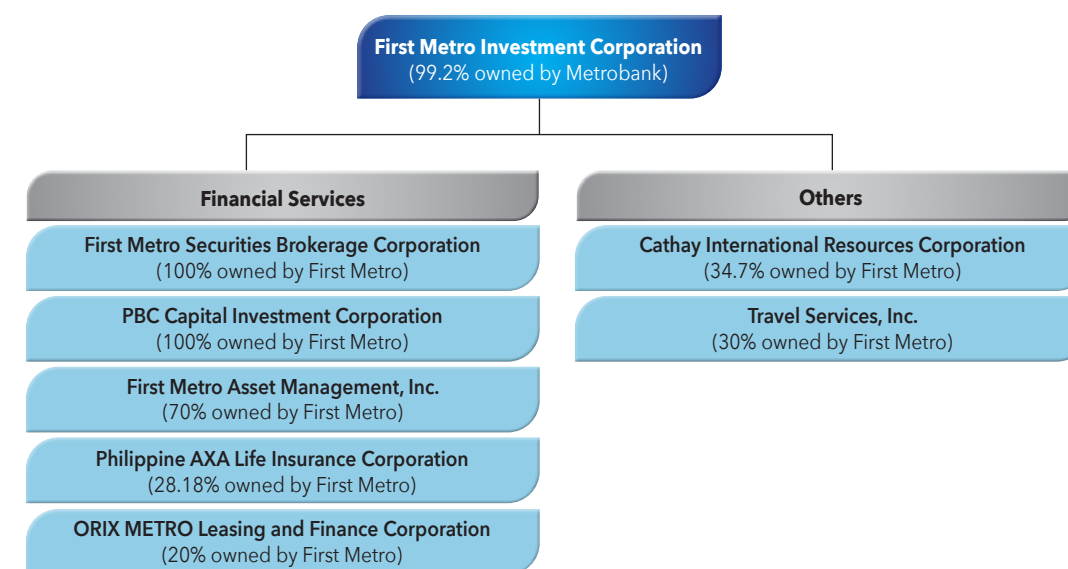 First Metro Investment Corporation
(99.2% owned by Metrobank)
Financial Services
First Metro Securities Brokerage Corporation
(100% owned by First Metro)
PBC Capital Investment Corporation
(100% owned by First Metro)
First Metro Asset Management, Inc.
(70% owned by First Metro)
Philippine AXA Life Insurance Corporation
(28.18% owned by First Metro)
ORIX METRO Leasing and Finance Corporation
(20% owned by First Metro)
Others
Cathay International Resources Corporation
(34.7% owned by First Metro)
Travel Services, Inc.
(30% owned by First Metro)